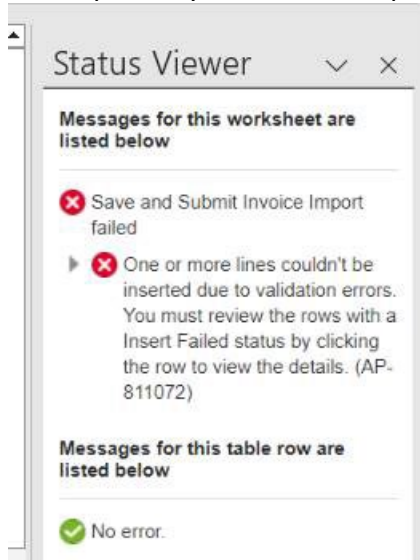 Status Viewer
Messages for this worksheet are
listed below
Save and Submit Invoice Import
failed
One or more lines couldn't be
inserted due to validation errors.
You must review the rows with a
Insert Failed status by clicking
the row to view the details. (AP-
811072)
Messages for this table row are
listed below
No error.